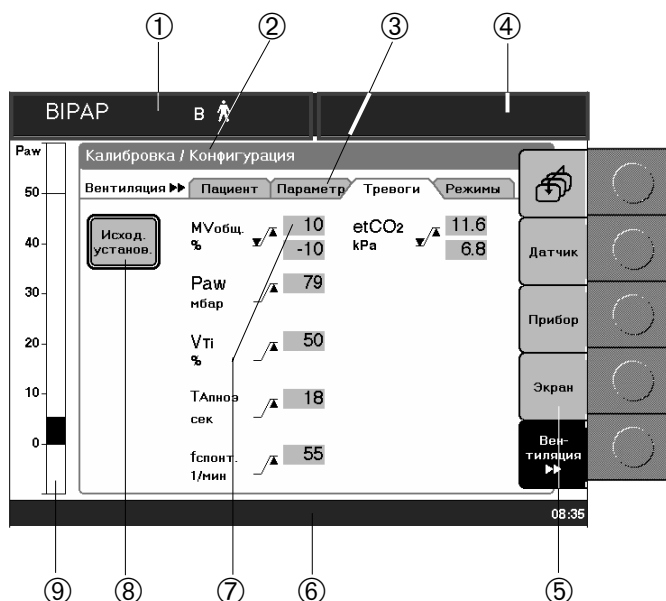 ① ② ③ ④
BIPAP B
Paw
50
40
30
20
10
0
Калибровка / Конфигурация
Вентиляция ▶▶ Пациент Параметр Тревоги Режимы
Исход.
установ.
MVобщ. 10
% -10
etCO2 11.6
kPa 6.8
Paw 79
мбар
VTi 50
%
TАпноэ 18
сек
fспонт. 55
1/мин
Датчик
Прибор
Экран
Вен-
тиляция
▶▶
08:35
⑨ ⑧ ⑦ ⑥ ⑤